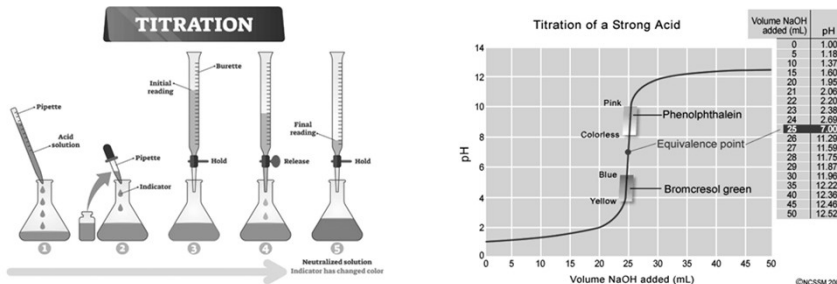 TITRATION
Pipette
Acid
solution
Pipette
Indicator
Initial
reading
Burette
Hold
Release
Final
reading
Hold
1
2
3
4
5
Neutralized solution
Indicator has changed color
Titration of a Strong Acid
pH
14
12
10
8
6
4
2
0
Pink
Colorless
Phenolphthalein
Equivalence point
Blue
Yellow
Bromcresol green
0 5 10 15 20 25 30 35 40 45 50
Volume NaOH added (mL)
Volume NaOH
added (mL) pH
0 1.00
5 1.18
10 1.37
15 1.60
20 1.95
21 2.06
22 2.20
23 2.38
24 2.69
25 7.00
26 11.29
27 11.59
28 11.75
29 11.87
30 11.96
35 12.22
40 12.36
45 12.46
50 12.52
©NCSSM 20